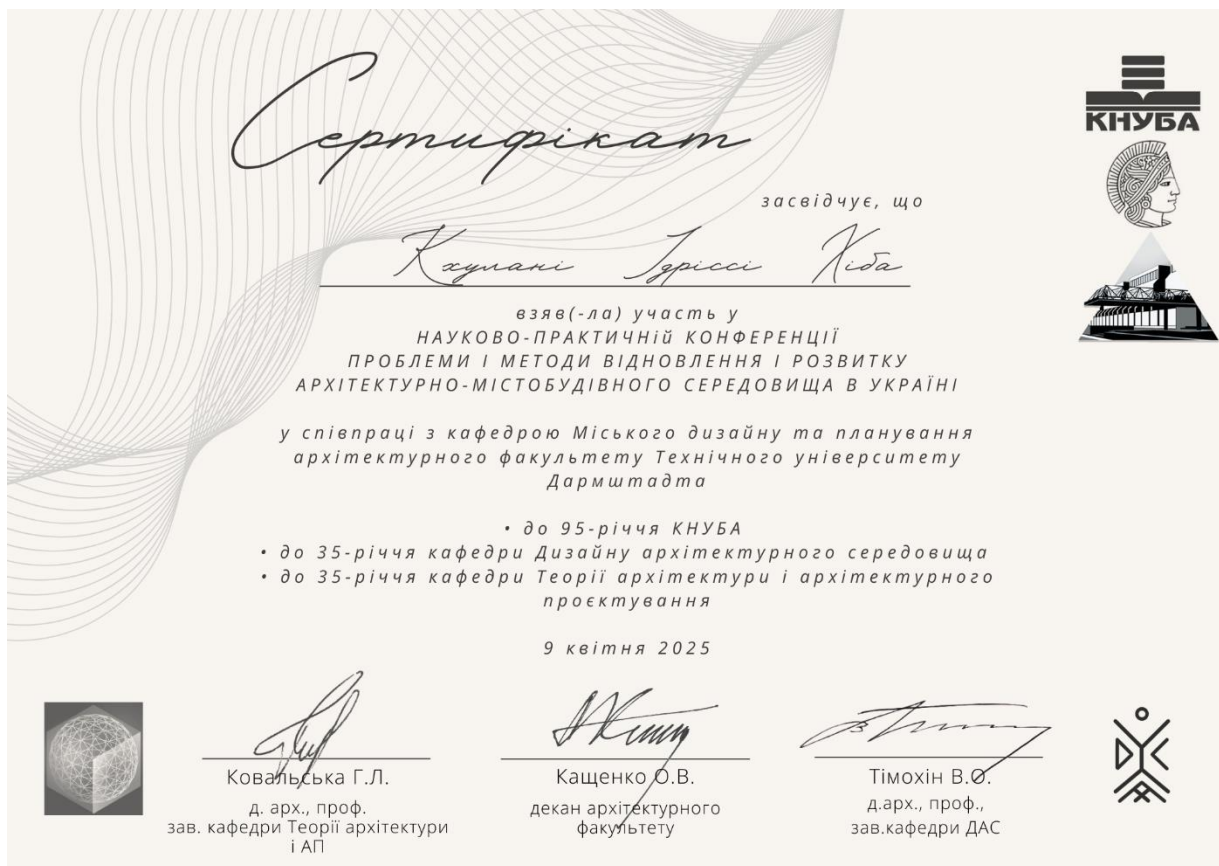 Сертифікат
КНУБА
засвідчує, що
Кхулані Ідріссі Хіба
взяв(-ла) участь у
НАУКОВО-ПРАКТИЧНій КОНФЕРЕНЦІЇ
ПРОБЛЕМИ І МЕТОДИ ВІДНОВЛЕННЯ І РОЗВИТКУ
АРХІТЕКТУРНО-МІСТОБУДІВНОГО СЕРЕДОВИЩА В УКРАЇНІ
у співпраці з кафедрою Міського дизайну та планування
архітектурного факультету Технічного університету
Дармштадта
• до 95-річчя КНУБА
• до 35-річчя кафедри Дизайну архітектурного середовища
• до 35-річчя кафедри Теорії архітектури і архітектурного
проєктування
9 квітня 2025
Ковальська Г.Л.
д. арх., проф.
зав. кафедри Теорії архітектури
і АП
Кащенко О.В.
декан архітектурного
факультету
Тімохін В.О.
д.арх., проф.,
зав.кафедри ДАС